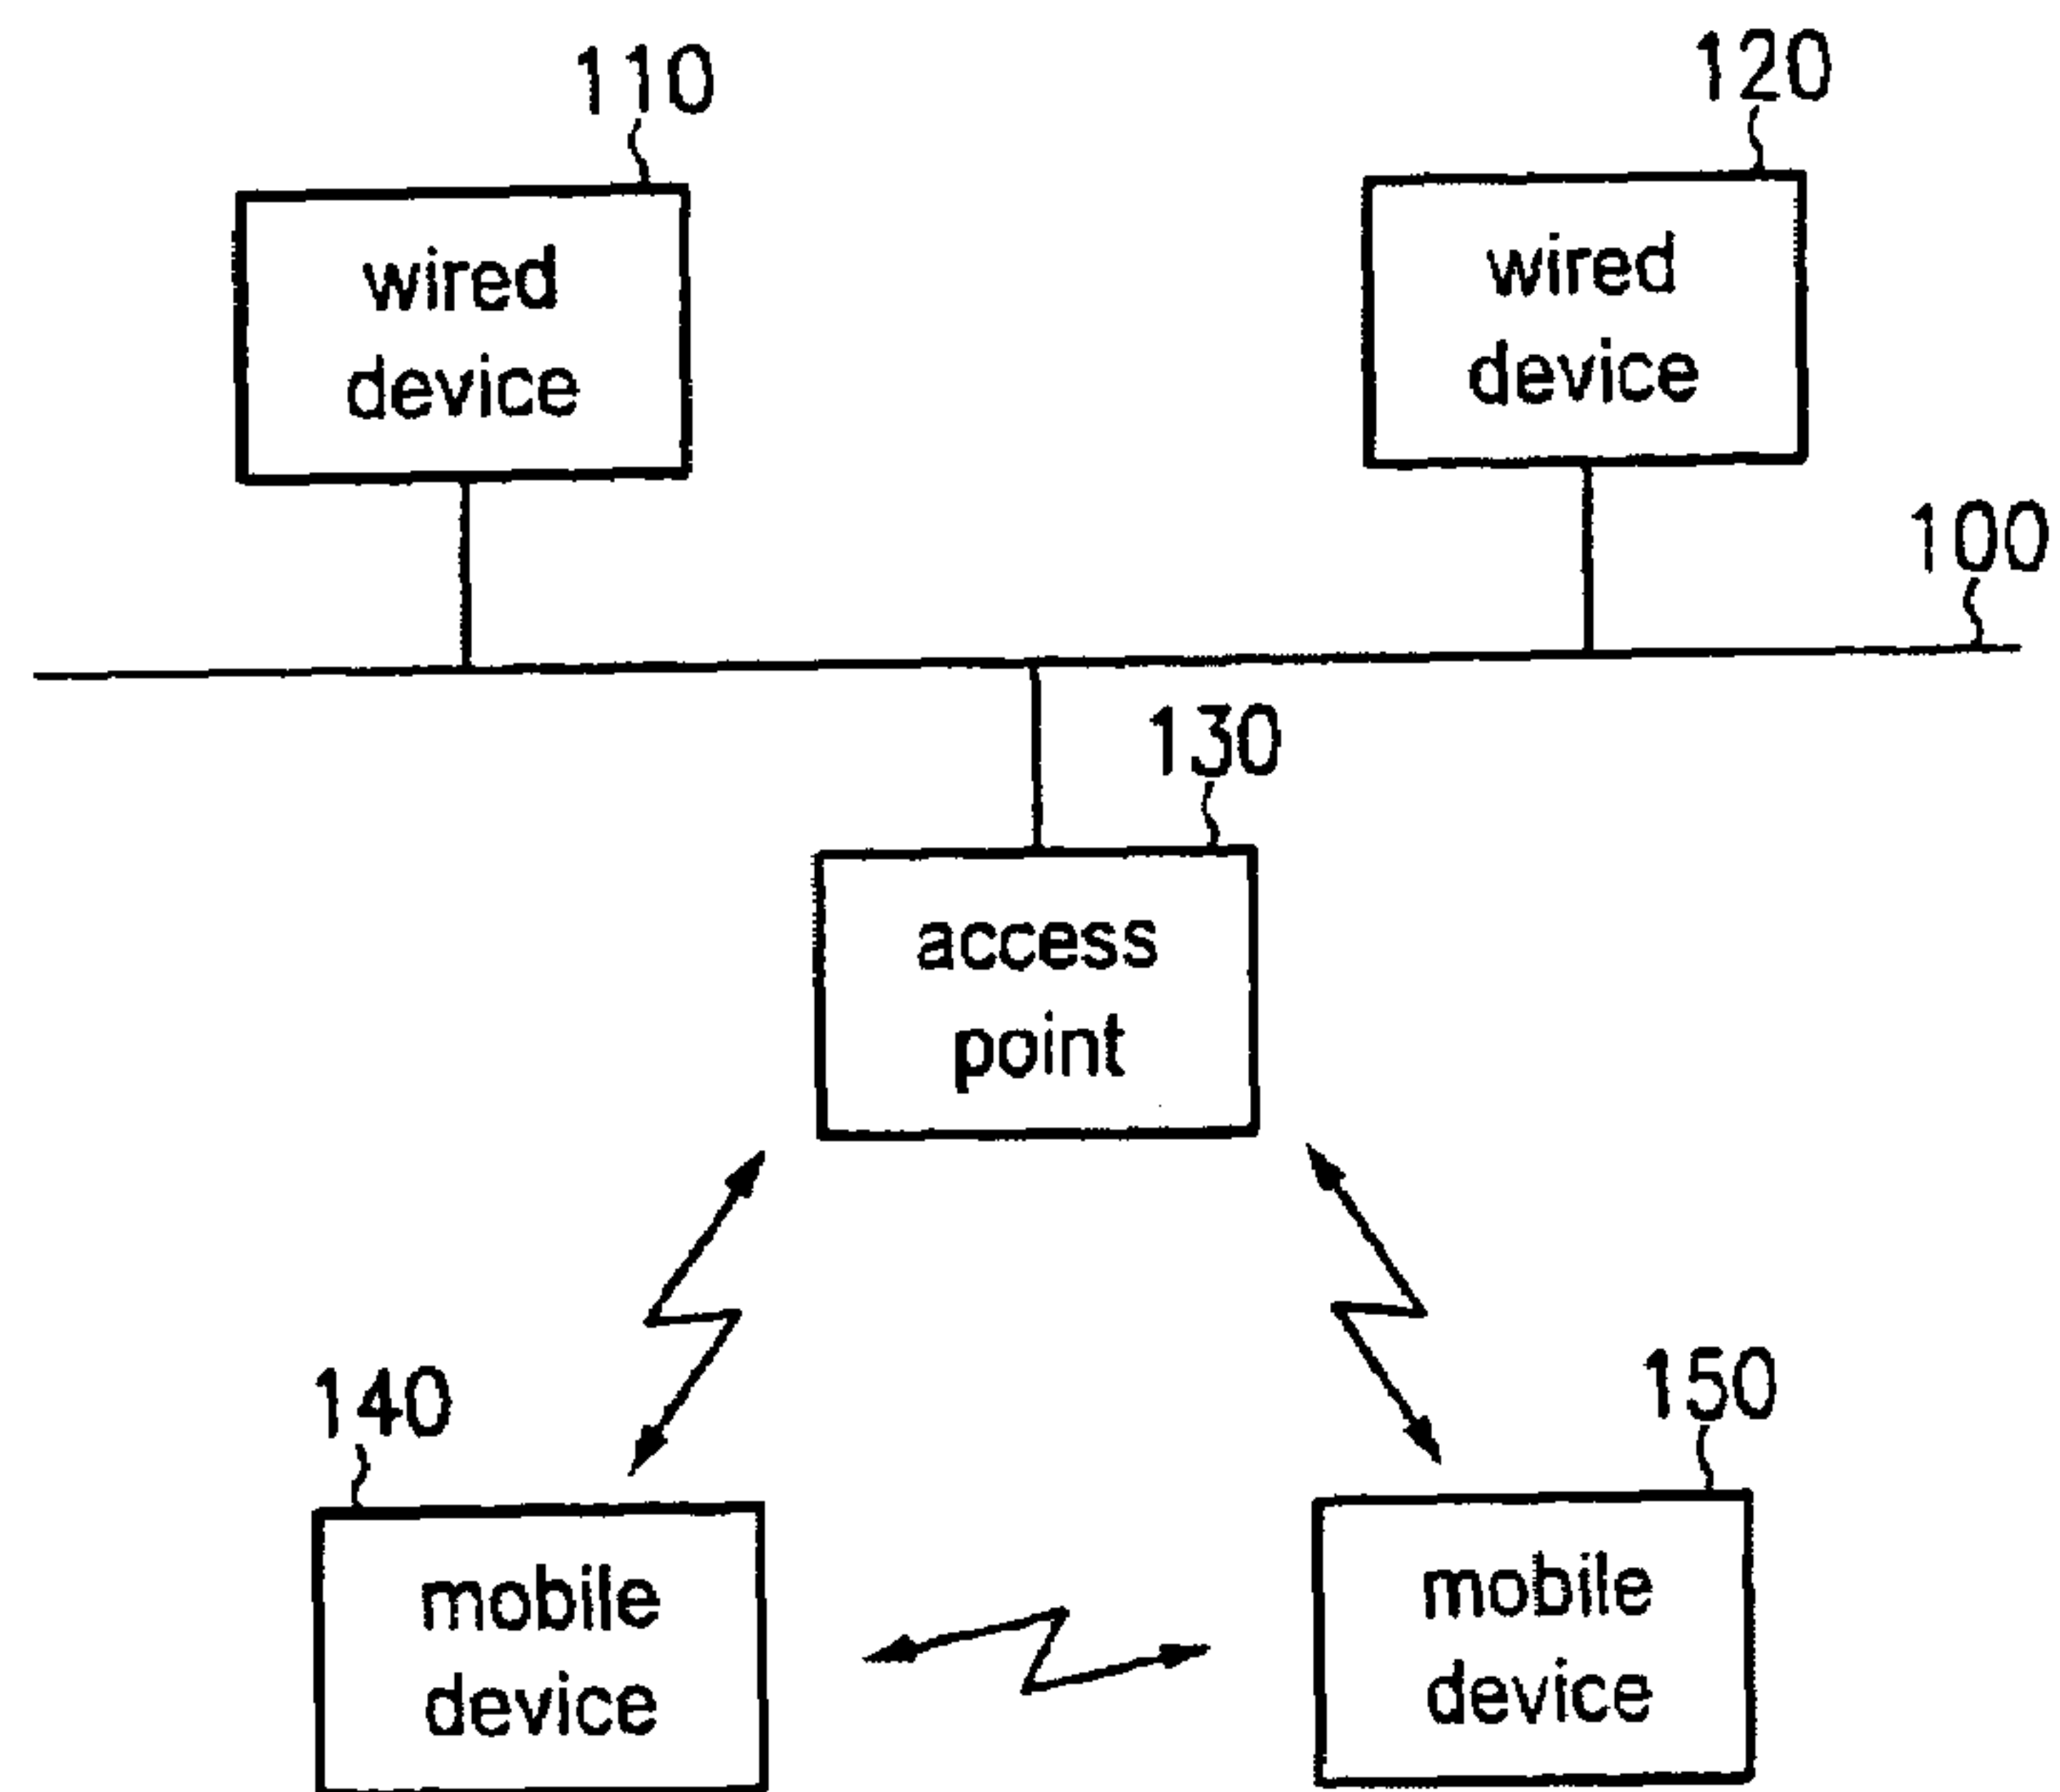 110
120
wired
device
wired
device
100
130
access
point
140
150
mobile
device
mobile
device